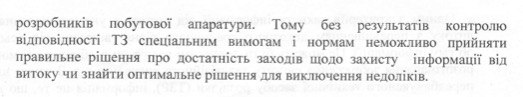 розробників побутової апаратури. Тому без результатів контролю
відповідності ТЗ спеціальним вимогам і нормам неможливо прийняти
правильне рішення про достатність заходів щодо захисту інформації від
витоку чи знайти оптимальне рішення для виключення недоліків.